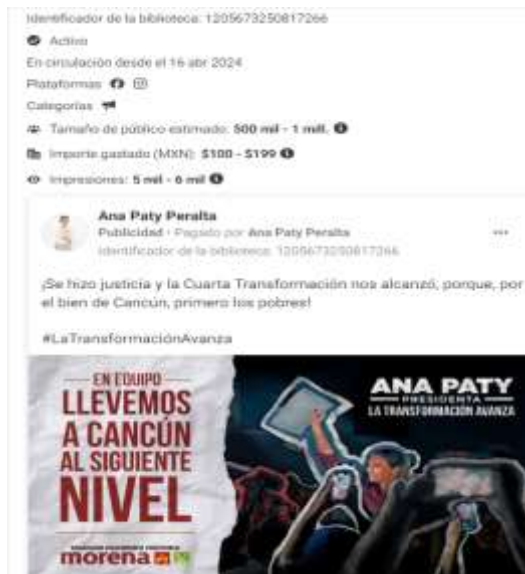 Identificador de la biblioteca: 1205673250817266
Activo
En circulación desde el 16 abr 2024
Plataformas
Categorías
Tamaño de público estimado: 500 mil - 1 mill.
Importe gastado (MXN): $100 - $199
Impresiones: 5 mil - 6 mil
Ana Paty Peralta
Publicidad · Pagado por Ana Paty Peralta
Identificador de la biblioteca: 1205673250817266
¡Se hizo justicia y la Cuarta Transformación nos alcanzó, porque, por
el bien de Cancún, primero los pobres!
#LaTransformaciónAvanza
EN EQUIPO
LLEVEMOS
A CANCÚN
AL SIGUIENTE
NIVEL
morena
ANA PATY
PRESIDENTA
LA TRANSFORMACIÓN AVANZA